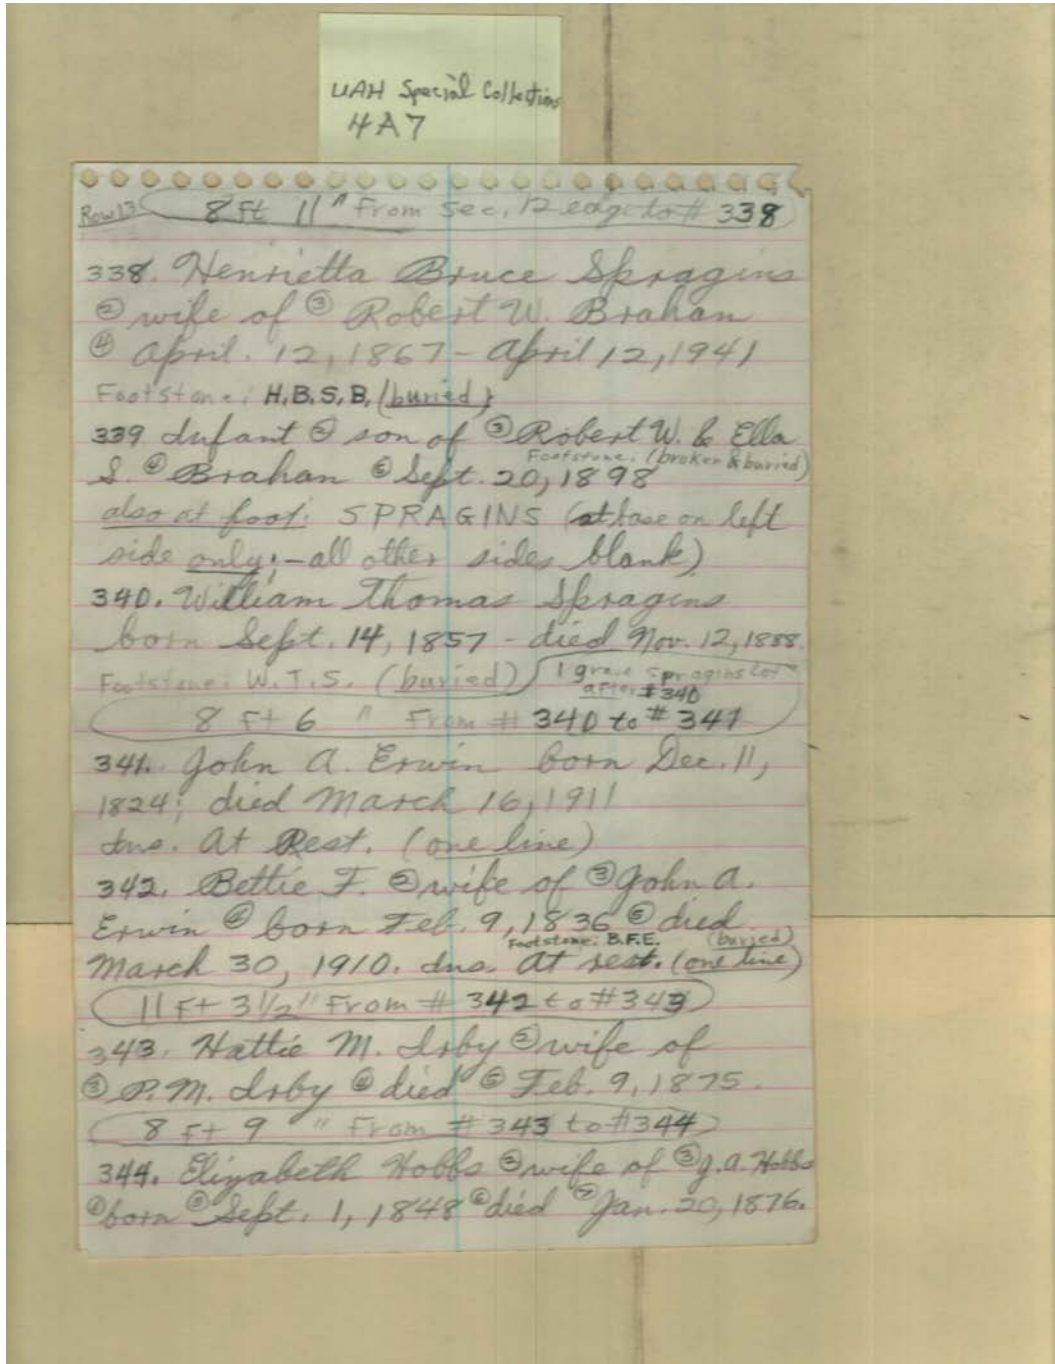 UAH Special Collections
4A7
Row 13 8 Ft 11" From Sec. 12 edge to # 338
338. Henrietta Bruce Spragins
② wife of ③ Robert W. Brahan
④ April. 12, 1867 - April 12, 1941
Footstone: H.B.S.B. (buried)
339 Infant ② son of ③ Robert W. & Ella
Footstone. (broken & buried)
S. ④ Brahan ⑤ Sept. 20, 1898
also at foot: SPRAGINS (at base on left
side only; - all other sides blank)
340. William Thomas Spragins
born Sept. 14, 1857 - died Nov. 12, 1888.
Footstone: W.T.S. (buried) 1 grave Spragins Lot
after #340
8 Ft 6 " From # 340 to # 341
341. John A. Erwin born Dec. 11,
1824; died March 16, 1911
Ins. At Rest. (one line)
342. Bettie F. ② wife of ③ John A.
Erwin ④ born Feb. 9, 1836 ⑤ died
Footstone: B.F.E. (buried)
March 30, 1910. Ins. At rest. (one line)
11 Ft 3 1/2" From # 342 to # 343
343. Hattie M. Irby ② wife of
③ P.M. Irby ④ died ⑤ Feb. 9, 1875.
8 Ft 9 " From # 343 to #344
344. Elizabeth Hobbs ② wife of ③ J.A. Hobbs
④ born ⑤ Sept. 1, 1848 ⑥ died ⑦ Jan. 20, 1876.